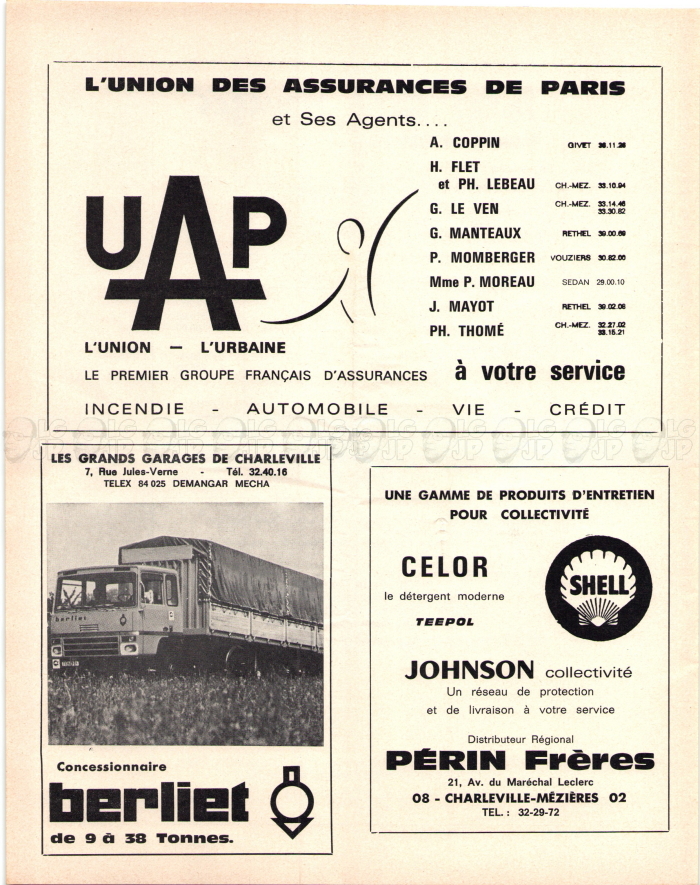 L'UNION DES ASSURANCES DE PARIS
et Ses Agents....
A. COPPIN GIVET
H. FLET
et PH. LEBEAU CH.-MEZ. 33.10.94
G. LE VEN CH.-MEZ. 33.14.46
33.30.82
G. MANTEAUX RETHEL 39.00.69
P. MOMBERGER VOUZIERS 30.82.00
Mme P. MOREAU SEDAN 29.00.10
J. MAYOT RETHEL 39.02.08
PH. THOMÉ CH.-MEZ. 32.27.02
33.15.21
UAP
L'UNION — L'URBAINE
LE PREMIER GROUPE FRANÇAIS D'ASSURANCES à votre service
INCENDIE - AUTOMOBILE - VIE - CRÉDIT
LES GRANDS GARAGES DE CHARLEVILLE
7, Rue Jules-Verne - Tél. 32.40.16
TELEX 84 025 DEMANGAR MECHA
berliet
Concessionnaire
berliet
de 9 à 38 Tonnes.
UNE GAMME DE PRODUITS D'ENTRETIEN
POUR COLLECTIVITÉ
CELOR
le détergent moderne
TEEPOL
SHELL
JOHNSON collectivité
Un réseau de protection
et de livraison à votre service
Distributeur Régional
PÉRIN Frères
21, Av. du Maréchal Leclerc
08 - CHARLEVILLE-MÉZIÈRES 02
TEL. : 32-29-72